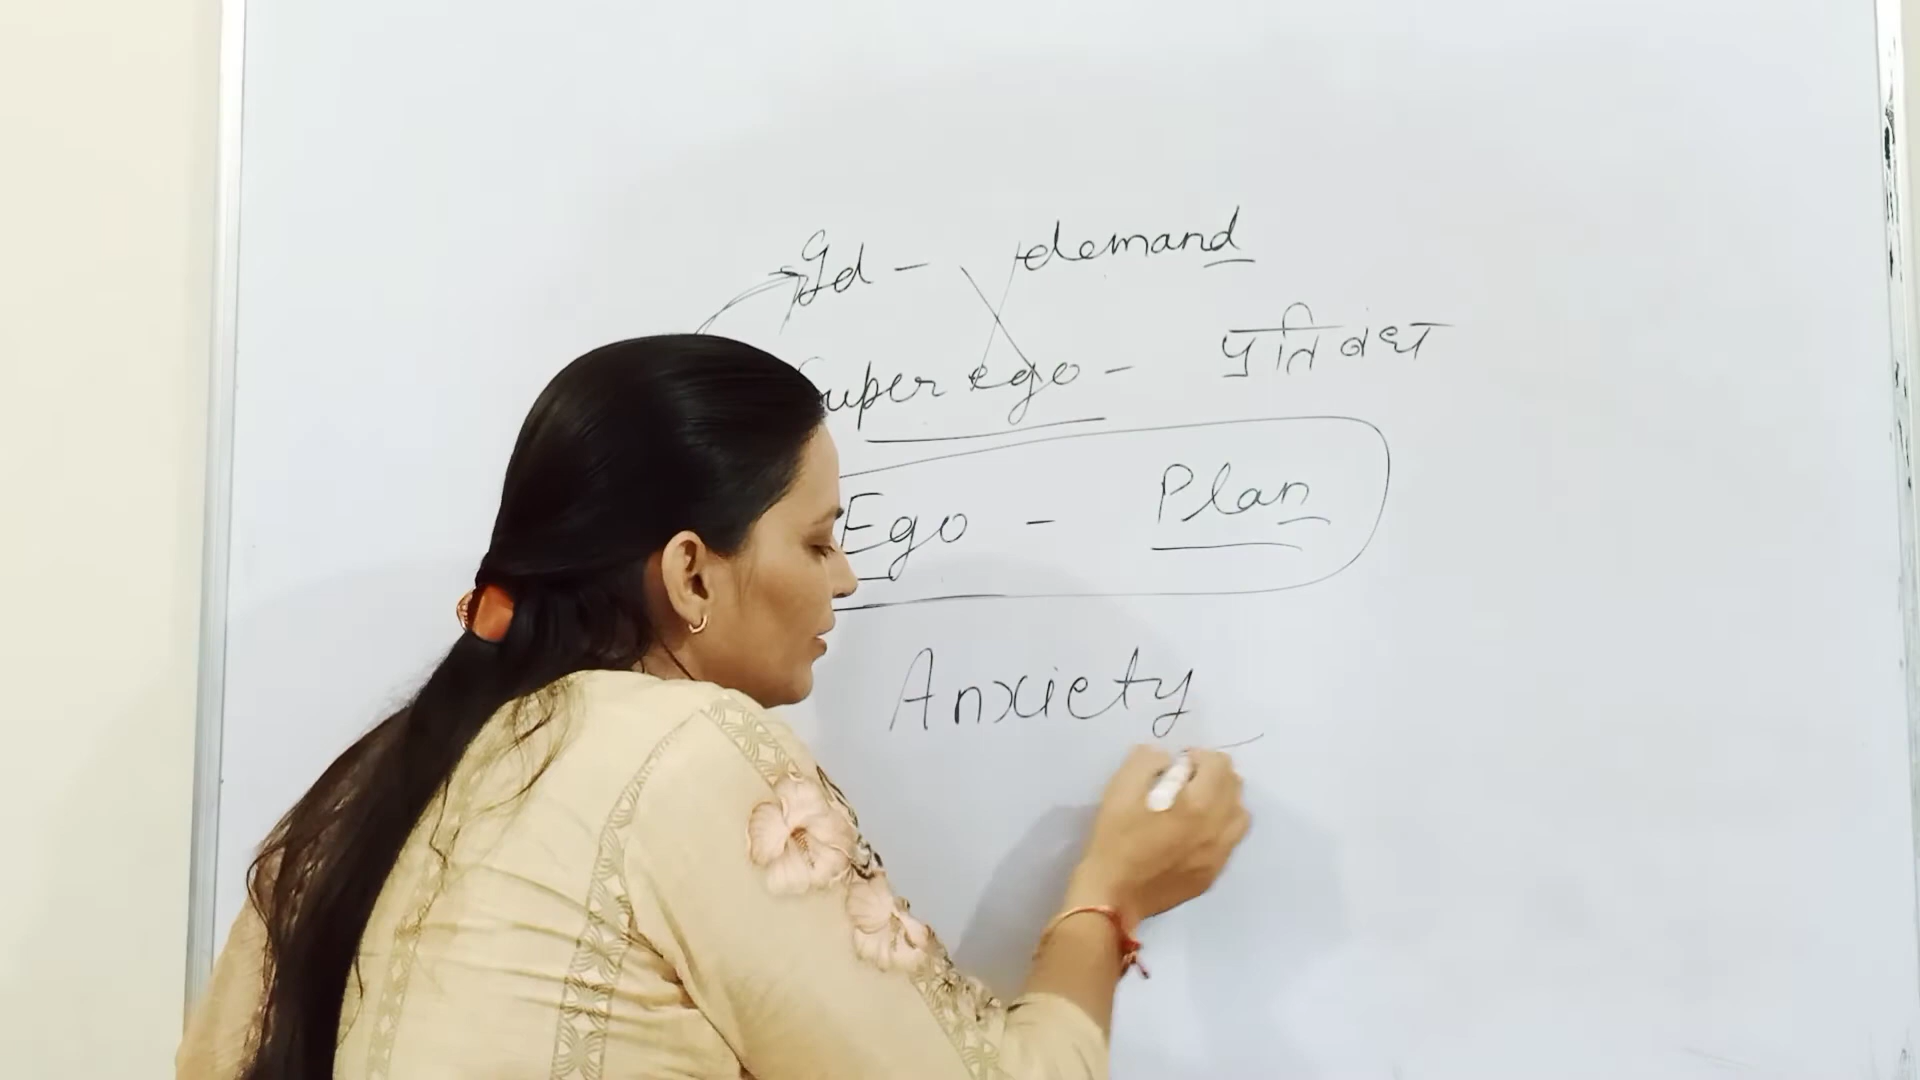 Id - demand
Super ego - प्रतिबंध
Ego - Plan
Anxiety